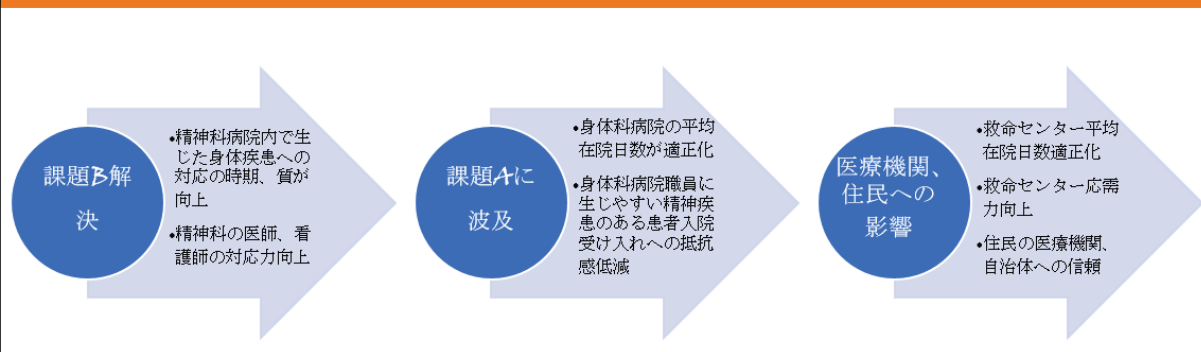 課題B解
決
•精神科病院内で生
じた身体疾患への
対応の時期、質が
向上
•精神科の医師、看
護師の対応力向上
課題Aに
波及
•身体科病院の平均
在院日数が適正化
•身体科病院職員に
生じやすい精神疾
患のある患者入院
受け入れへの抵抗
感低減
医療機関、
住民への
影響
•救命センター平均
在院日数適正化
•救命センター応需
力向上
•住民の医療機関、
自治体への信頼